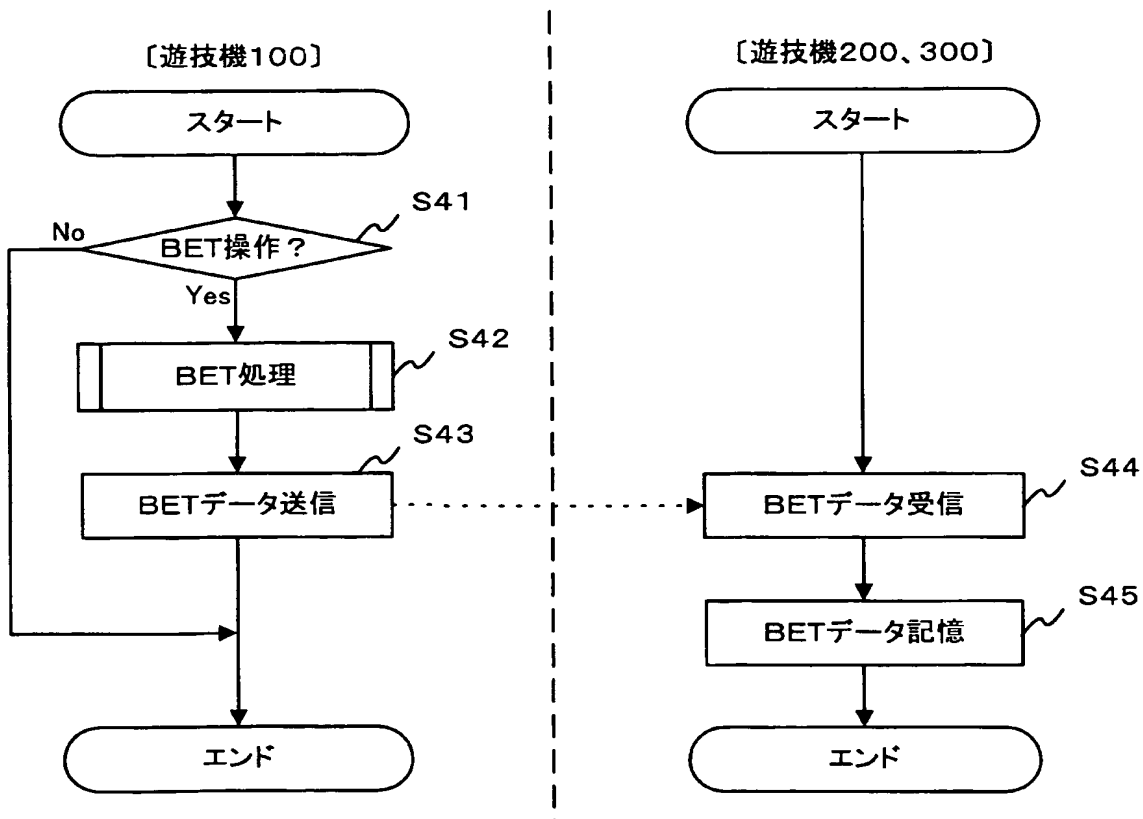 〔遊技機100〕
スタート
S41
BET操作？
No
Yes
S42
BET処理
S43
BETデータ送信
エンド
〔遊技機200、300〕
スタート
S44
BETデータ受信
S45
BETデータ記憶
エンド